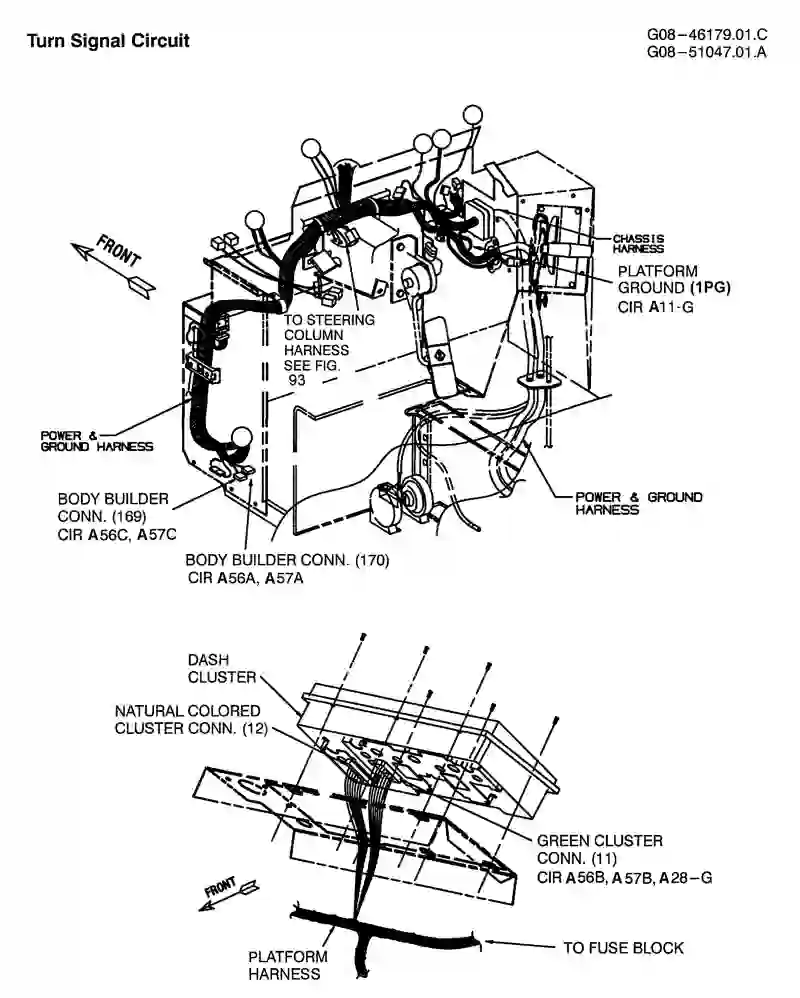 Turn Signal Circuit
G08-46179.01.C
G08-51047.01.A
FRONT
CHASSIS
HARNESS
PLATFORM
GROUND (1PG)
CIR A11-G
TO STEERING
COLUMN
HARNESS
SEE FIG.
93
POWER &
GROUND HARNESS
BODY BUILDER
CONN. (169)
CIR A56C, A57C
POWER & GROUND
HARNESS
BODY BUILDER CONN. (170)
CIR A56A, A57A
DASH
CLUSTER
NATURAL COLORED
CLUSTER CONN. (12)
GREEN CLUSTER
CONN. (11)
CIR A56B, A57B, A28-G
FRONT
PLATFORM
HARNESS
TO FUSE BLOCK